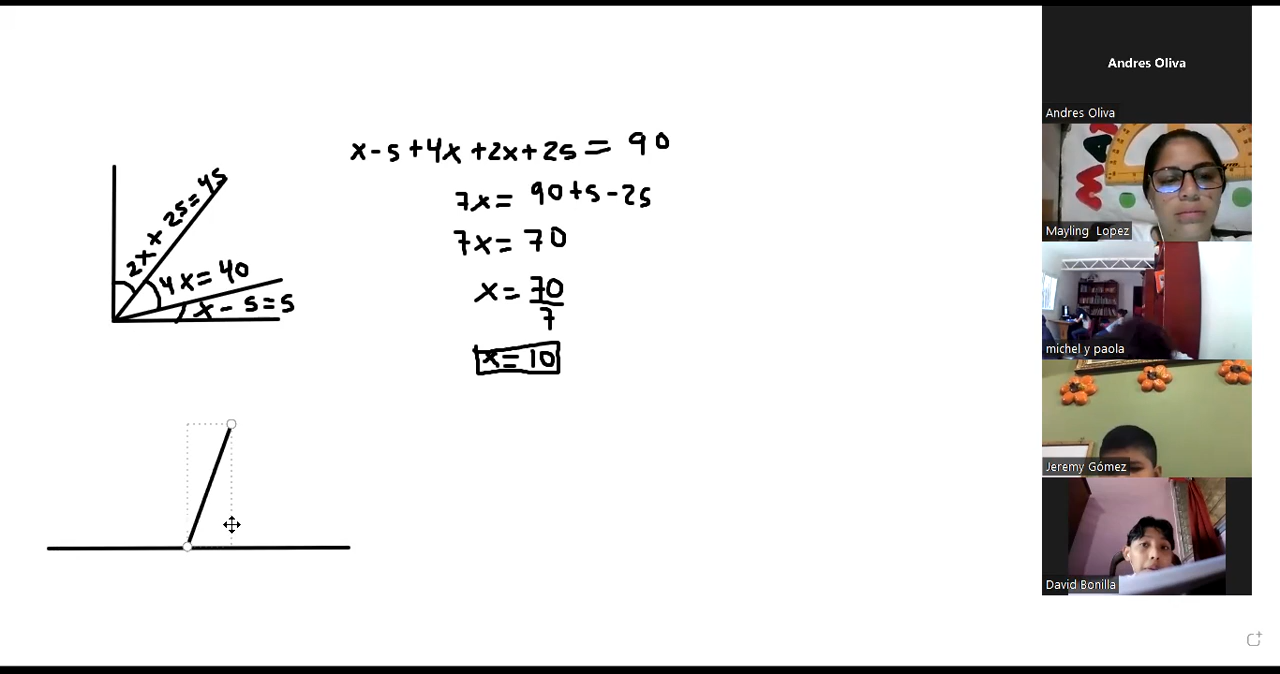 x-5+4x+2x+25=90
7x=90+5-25
7x=70
x=70/7
x=10
2x+25=45
4x=40
x-5=5
Andres Oliva
Andres Oliva
Mayling Lopez
michel y paola
Jeremy Gómez
David Bonilla